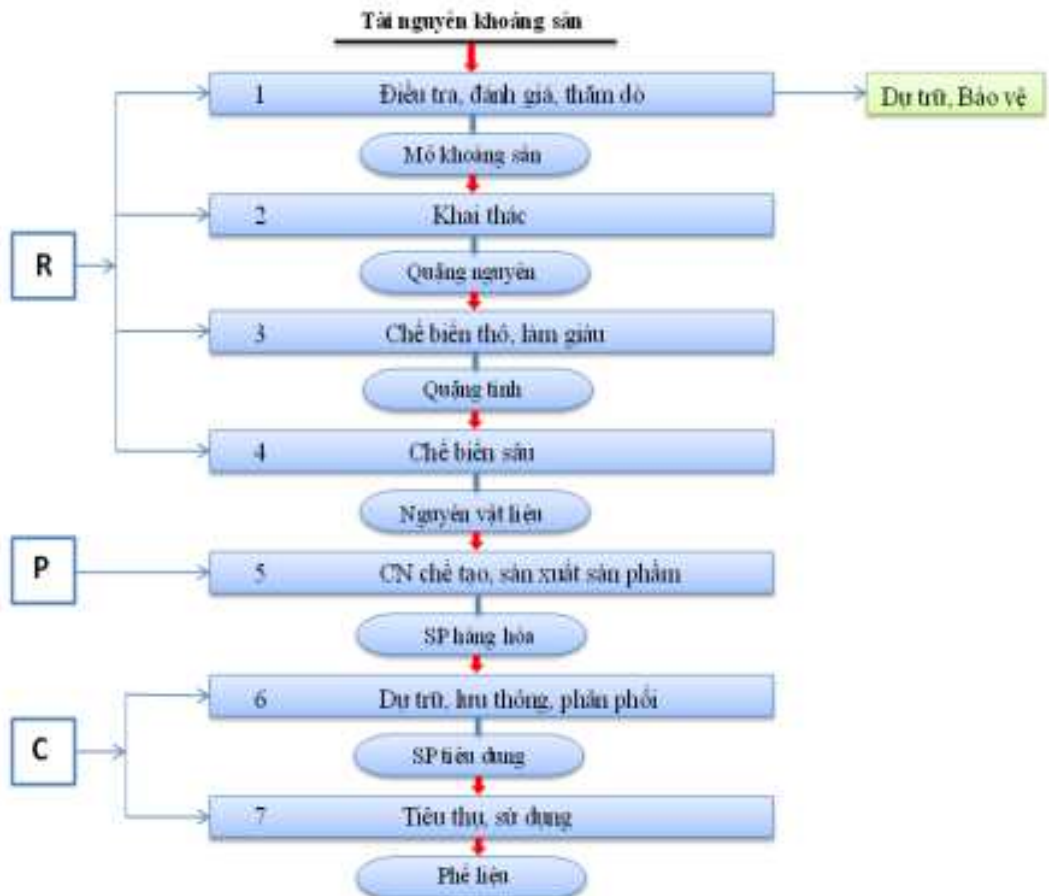 Tài nguyên khoáng sản
1 Điều tra, đánh giá, thăm dò
Dự trữ, Bảo vệ
Mỏ khoáng sản
2 Khai thác
R
Quặng nguyên
3 Chế biến thô, làm giàu
Quặng tinh
4 Chế biến sâu
Nguyên vật liệu
P
5 CN chế tạo, sản xuất sản phẩm
SP hàng hóa
6 Dự trữ, lưu thông, phân phối
C
SP tiêu dung
7 Tiêu thụ, sử dụng
Phế liệu